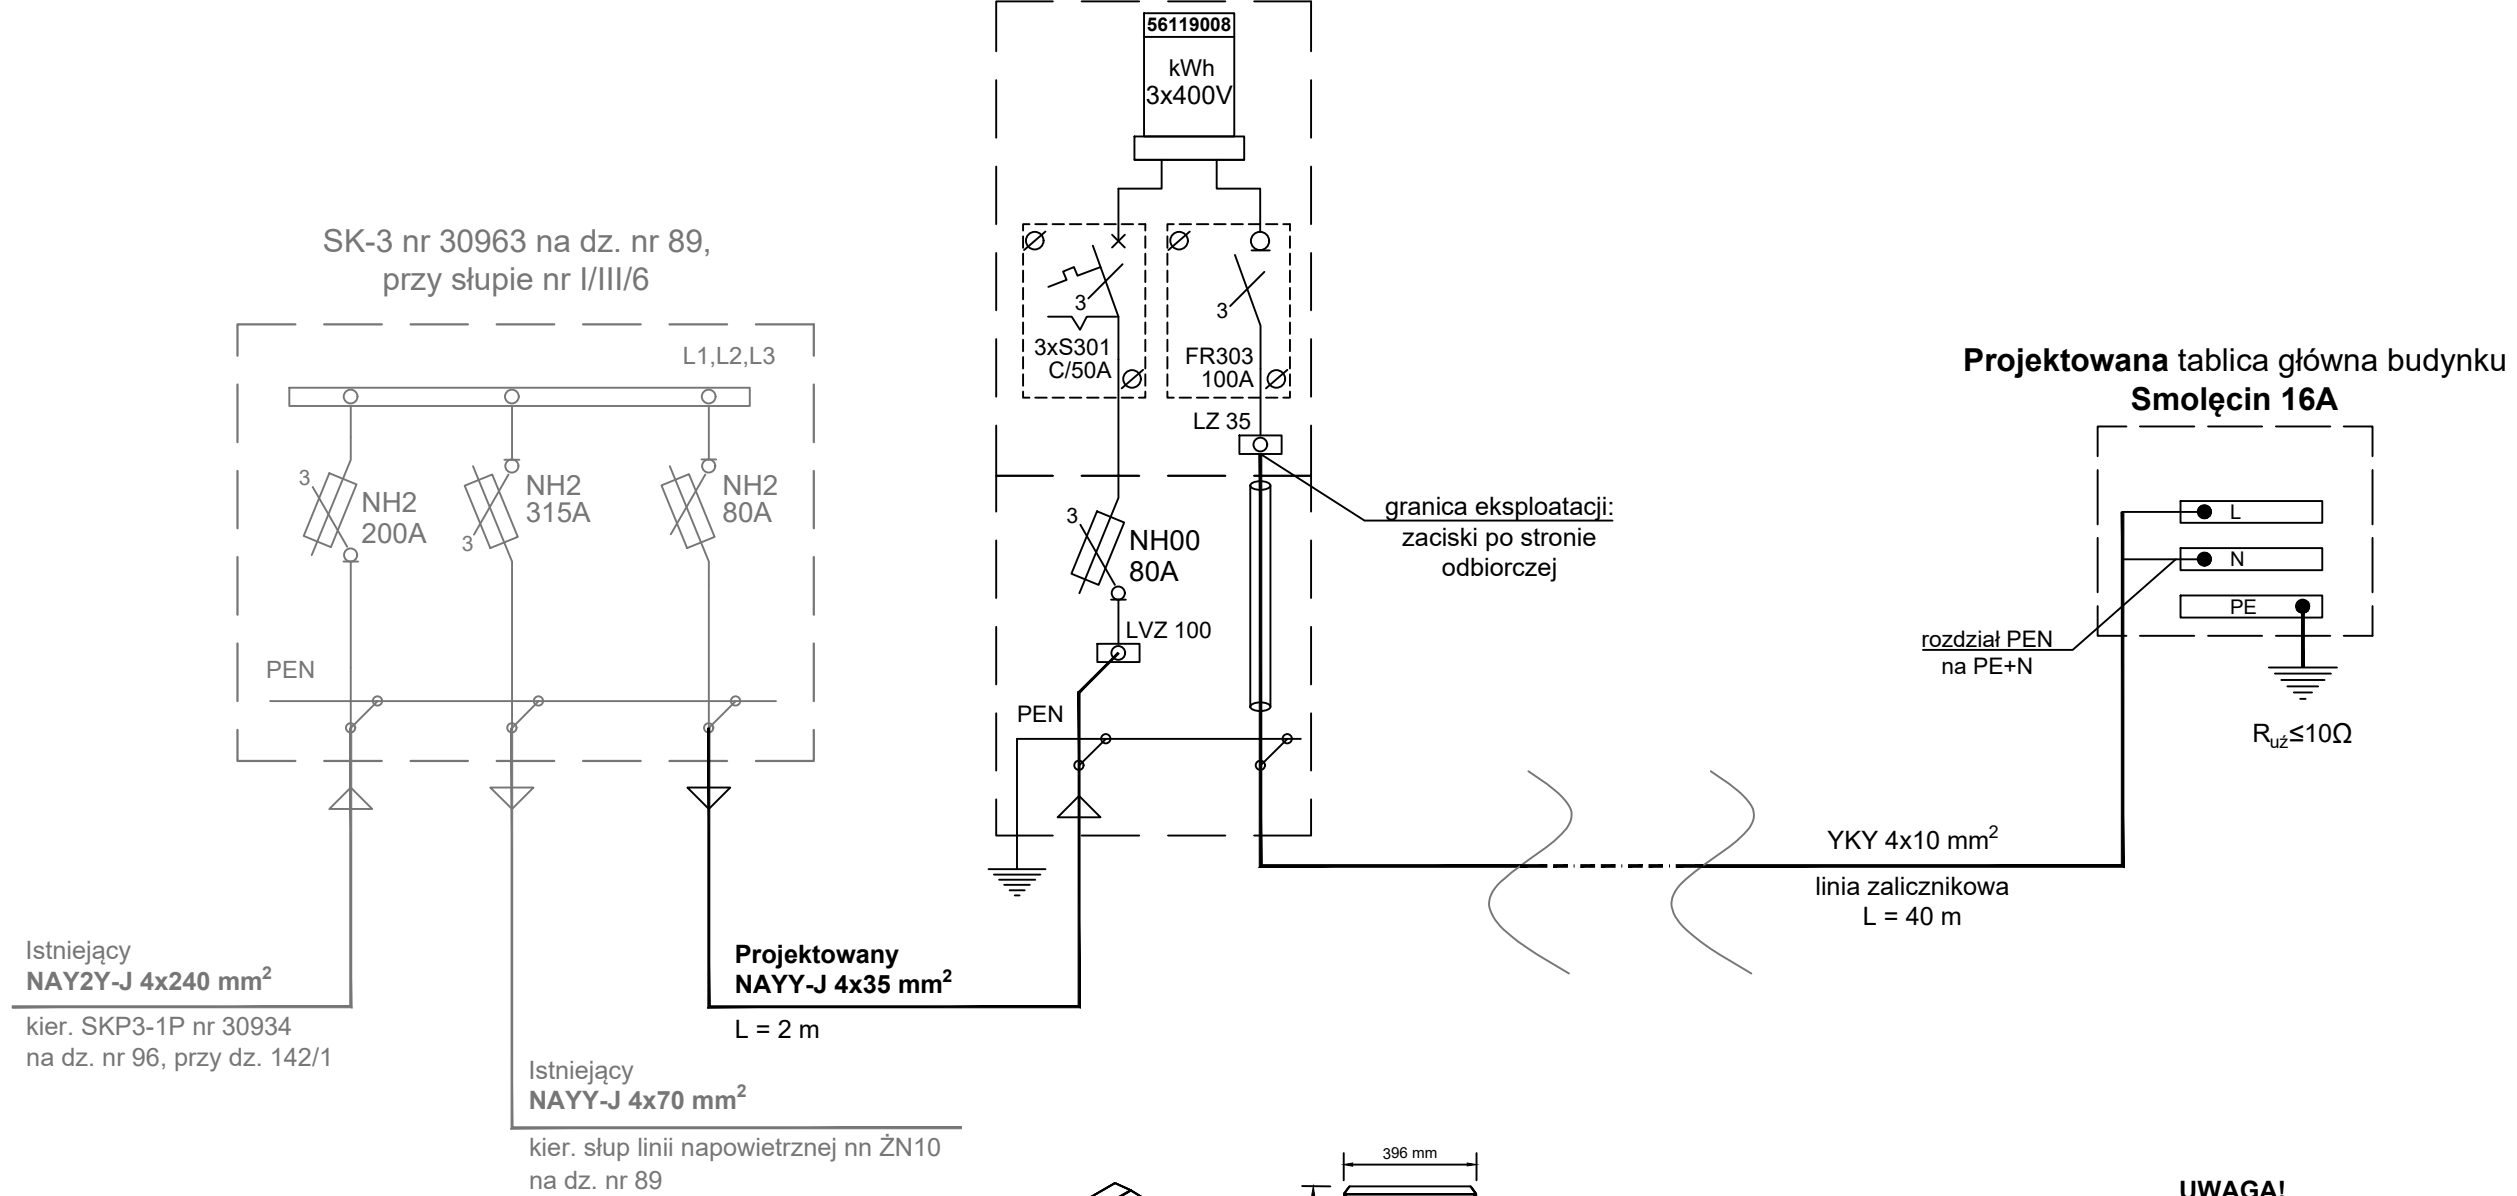 56119008
kWh
3x400V
SK-3 nr 30963 na dz. nr 89,
przy słupie nr I/III/6
L1,L2,L3
3
NH2
200A
3
NH2
315A
NH2
80A
PEN
3
3xS301
C/50A
3
FR303
100A
LZ 35
granica eksploatacji:
zaciski po stronie
odbiorczej
3
NH00
80A
LVZ 100
PEN
Projektowana tablica główna budynku
Smolęcin 16A
L
N
PE
rozdział PEN
na PE+N
Ruź≤10Ω
YKY 4x10 mm²
linia zalicznikowa
L = 40 m
Istniejący
NAY2Y-J 4x240 mm²
kier. SKP3-1P nr 30934
na dz. nr 96, przy dz. 142/1
Projektowany
NAYY-J 4x35 mm²
L = 2 m
Istniejący
NAYY-J 4x70 mm²
kier. słup linii napowietrznej nn ŻN10
na dz. nr 89
396 mm
UWAGA!